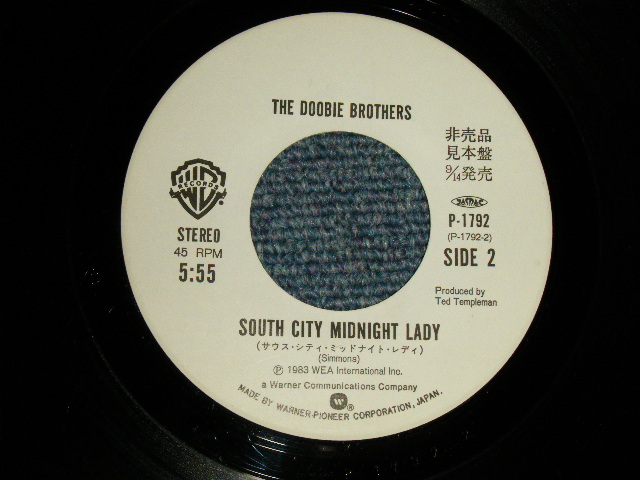 THE DOOBIE BROTHERS
非売品
見本盤
9/14発売
W
RECORDS
JASRAC
P-1792
(P-1792-2)
SIDE 2
STEREO
45 RPM
5:55
Produced by
Ted Templeman
SOUTH CITY MIDNIGHT LADY
(サウス・シティ・ミッドナイト・レディ)
(Simmons)
℗ 1983 WEA International Inc.
a Warner Communications Company
MADE BY WARNER-PIONEER CORPORATION, JAPAN.